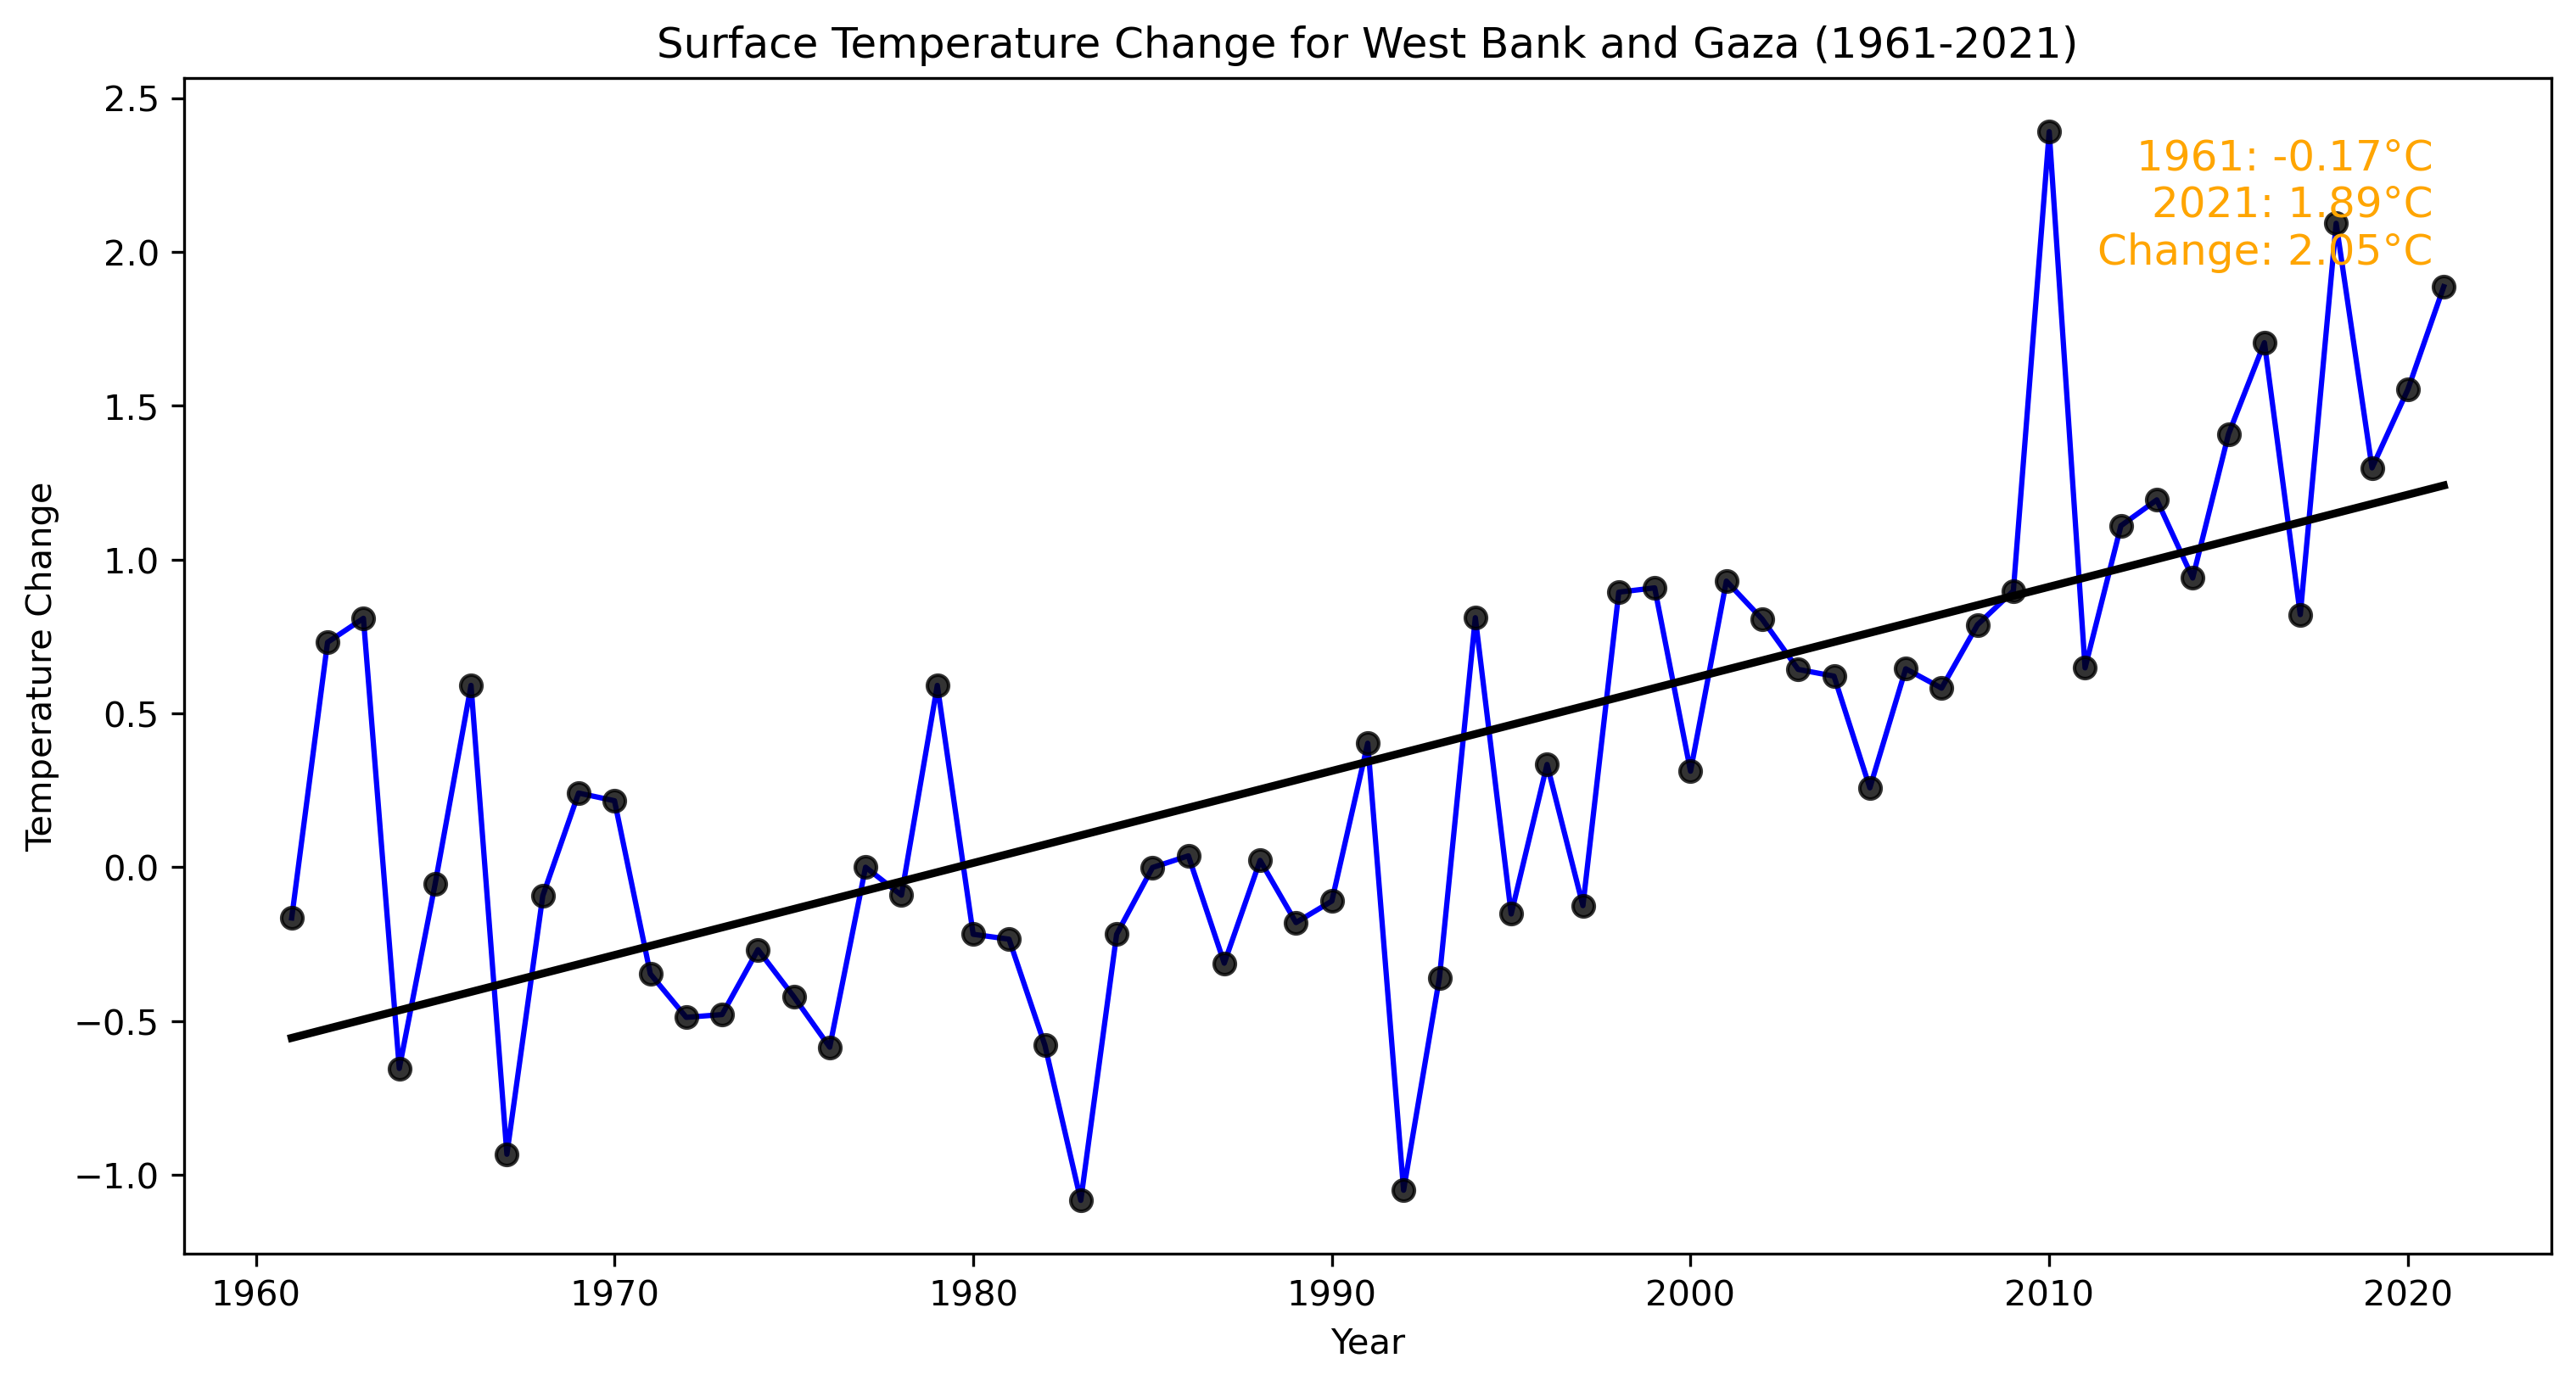 Surface Temperature Change for West Bank and Gaza (1961-2021)
2.5
2.0
1.5
1.0
0.5
0.0
−0.5
−1.0
Temperature Change
1961: -0.17°C
2021: 1.89°C
Change: 2.05°C
1960 1970 1980 1990 2000 2010 2020
Year